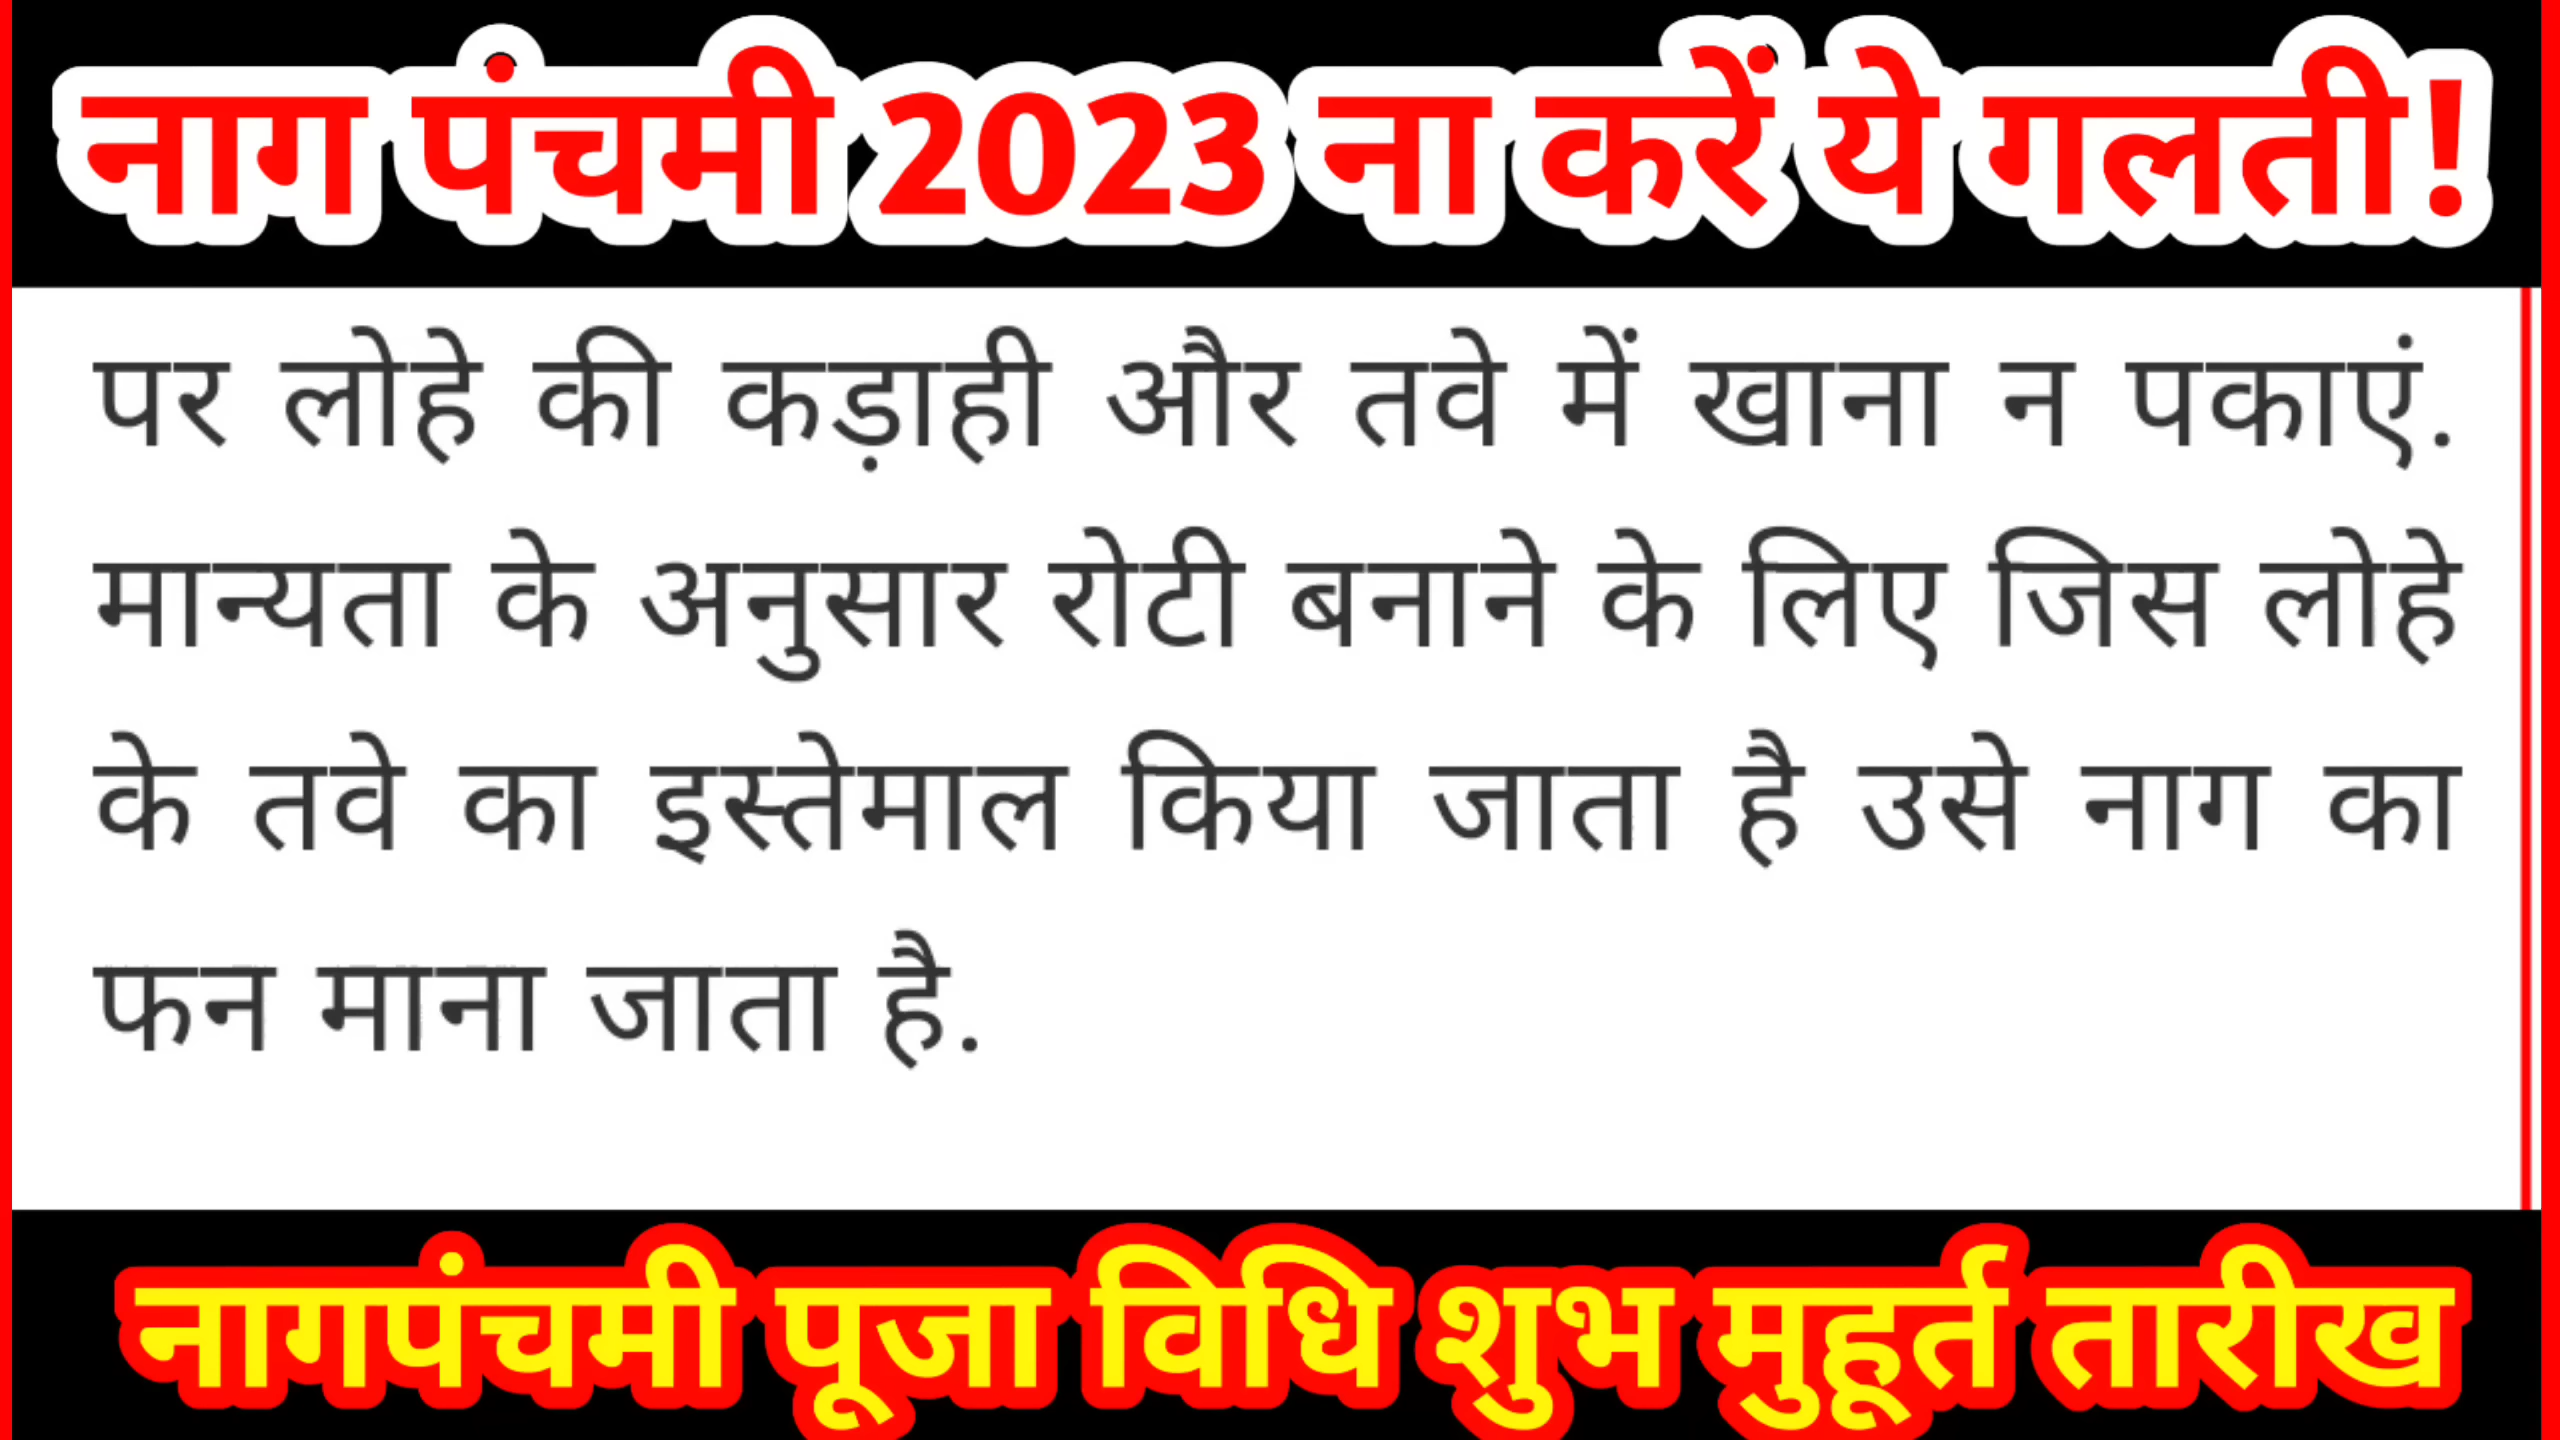 नाग पंचमी 2023 ना करें ये गलती!
पर लोहे की कड़ाही और तवे में खाना न पकाएं.
मान्यता के अनुसार रोटी बनाने के लिए जिस लोहे
के तवे का इस्तेमाल किया जाता है उसे नाग का
फन माना जाता है.
नागपंचमी पूजा विधि शुभ मुहूर्त तारीख